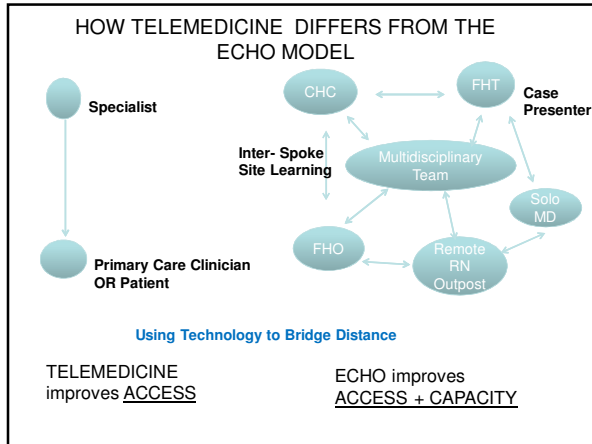 HOW TELEMEDICINE DIFFERS FROM THE
ECHO MODEL
Specialist
Primary Care Clinician
OR Patient
CHC
FHT
Case
Presenter
Inter- Spoke
Site Learning
Multidisciplinary
Team
Solo
MD
FHO
Remote
RN
Outpost
Using Technology to Bridge Distance
TELEMEDICINE
improves ACCESS
ECHO improves
ACCESS + CAPACITY